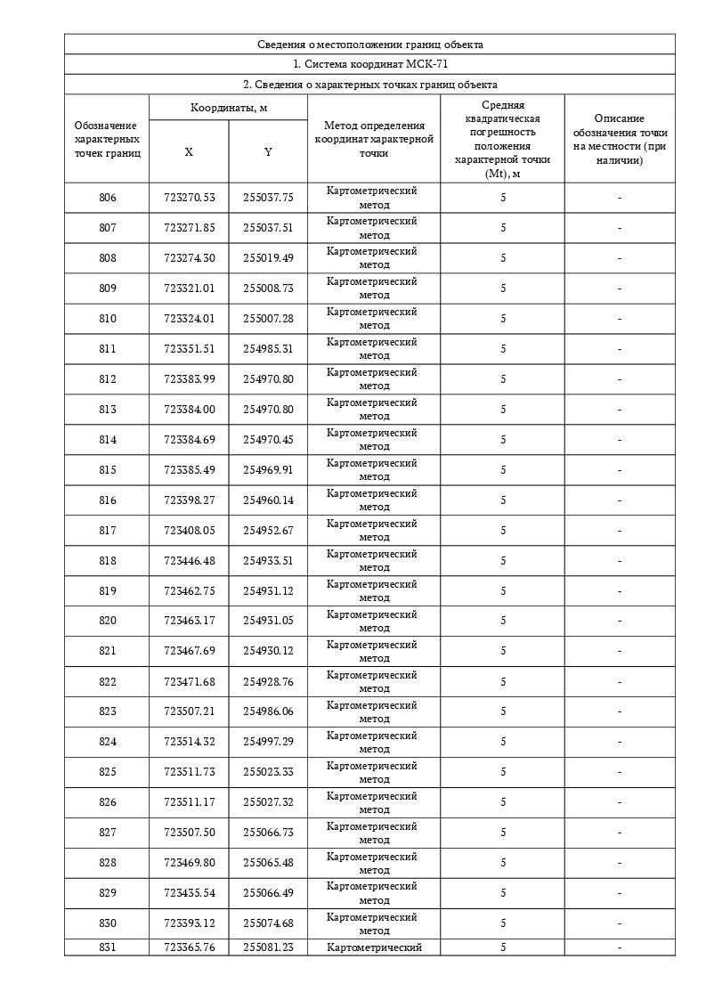 Сведения о местоположении границ объекта
1. Система координат МСК-71
2. Сведения о характерных точках границ объекта
Обозначение
характерных
точек границ
Координаты, м
X
Y
Метод определения
координат характерной
точки
Средняя
квадратическая
погрешность
положения
характерной точки
(Mt), м
Описание
обозначения точки
на местности (при
наличии)
806 723270.53 255037.75 Картометрический
метод 5 -
807 723271.85 255037.51 Картометрический
метод 5 -
808 723274.30 255019.49 Картометрический
метод 5 -
809 723321.01 255008.73 Картометрический
метод 5 -
810 723324.01 255007.28 Картометрический
метод 5 -
811 723351.51 254985.31 Картометрический
метод 5 -
812 723383.99 254970.80 Картометрический
метод 5 -
813 723384.00 254970.80 Картометрический
метод 5 -
814 723384.69 254970.45 Картометрический
метод 5 -
815 723385.49 254969.91 Картометрический
метод 5 -
816 723398.27 254960.14 Картометрический
метод 5 -
817 723408.05 254952.67 Картометрический
метод 5 -
818 723446.48 254933.51 Картометрический
метод 5 -
819 723462.75 254931.12 Картометрический
метод 5 -
820 723463.17 254931.05 Картометрический
метод 5 -
821 723467.69 254930.12 Картометрический
метод 5 -
822 723471.68 254928.76 Картометрический
метод 5 -
823 723507.21 254986.06 Картометрический
метод 5 -
824 723514.32 254997.29 Картометрический
метод 5 -
825 723511.73 255023.33 Картометрический
метод 5 -
826 723511.17 255027.32 Картометрический
метод 5 -
827 723507.50 255066.73 Картометрический
метод 5 -
828 723469.80 255065.48 Картометрический
метод 5 -
829 723435.54 255066.49 Картометрический
метод 5 -
830 723393.12 255074.68 Картометрический
метод 5 -
831 723365.76 255081.23 Картометрический 5 -